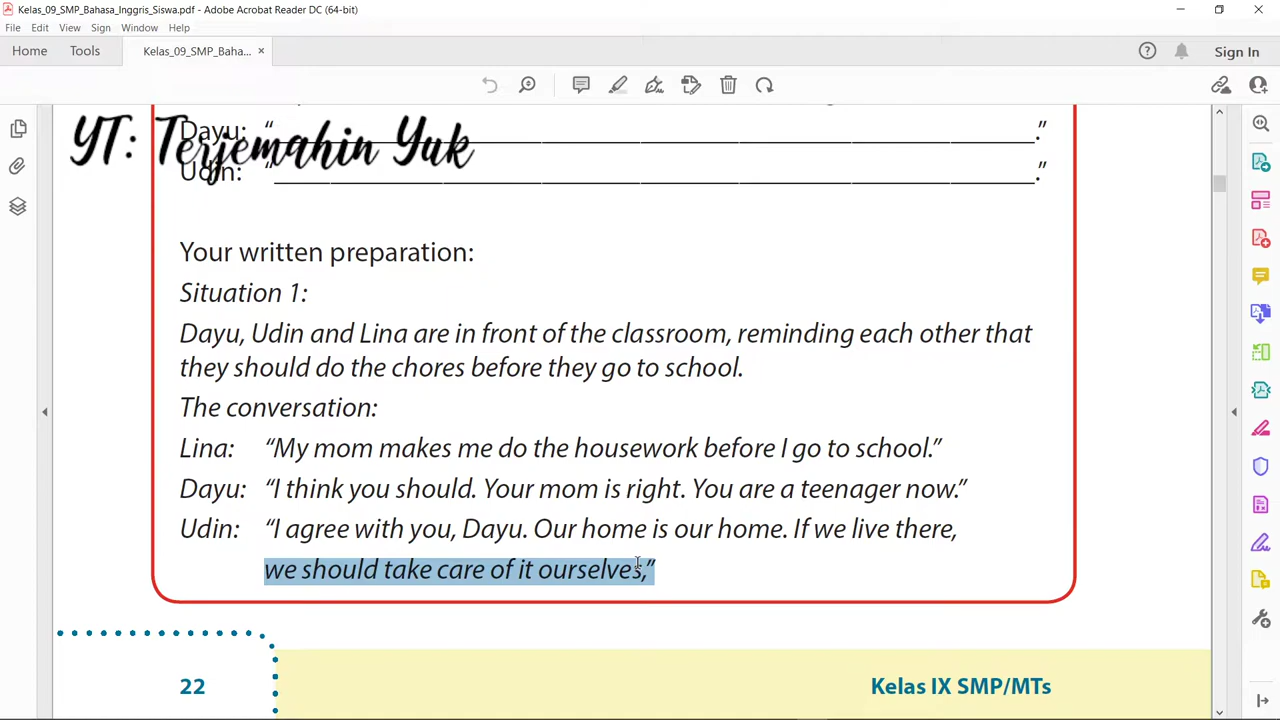 Kelas_09_SMP_Bahasa_Inggris_Siswa.pdf - Adobe Acrobat Reader DC (64-bit)
File Edit View Sign Window Help
Home Tools Kelas_09_SMP_Baha... × Sign In
YT: Terjemahin Yuk
Dayu: “ .”
Udin: “ .”
Your written preparation:
Situation 1:
Dayu, Udin and Lina are in front of the classroom, reminding each other that
they should do the chores before they go to school.
The conversation:
Lina: “My mom makes me do the housework before I go to school.”
Dayu: “I think you should. Your mom is right. You are a teenager now.”
Udin: “I agree with you, Dayu. Our home is our home. If we live there,
we should take care of it ourselves,”
22 Kelas IX SMP/MTs